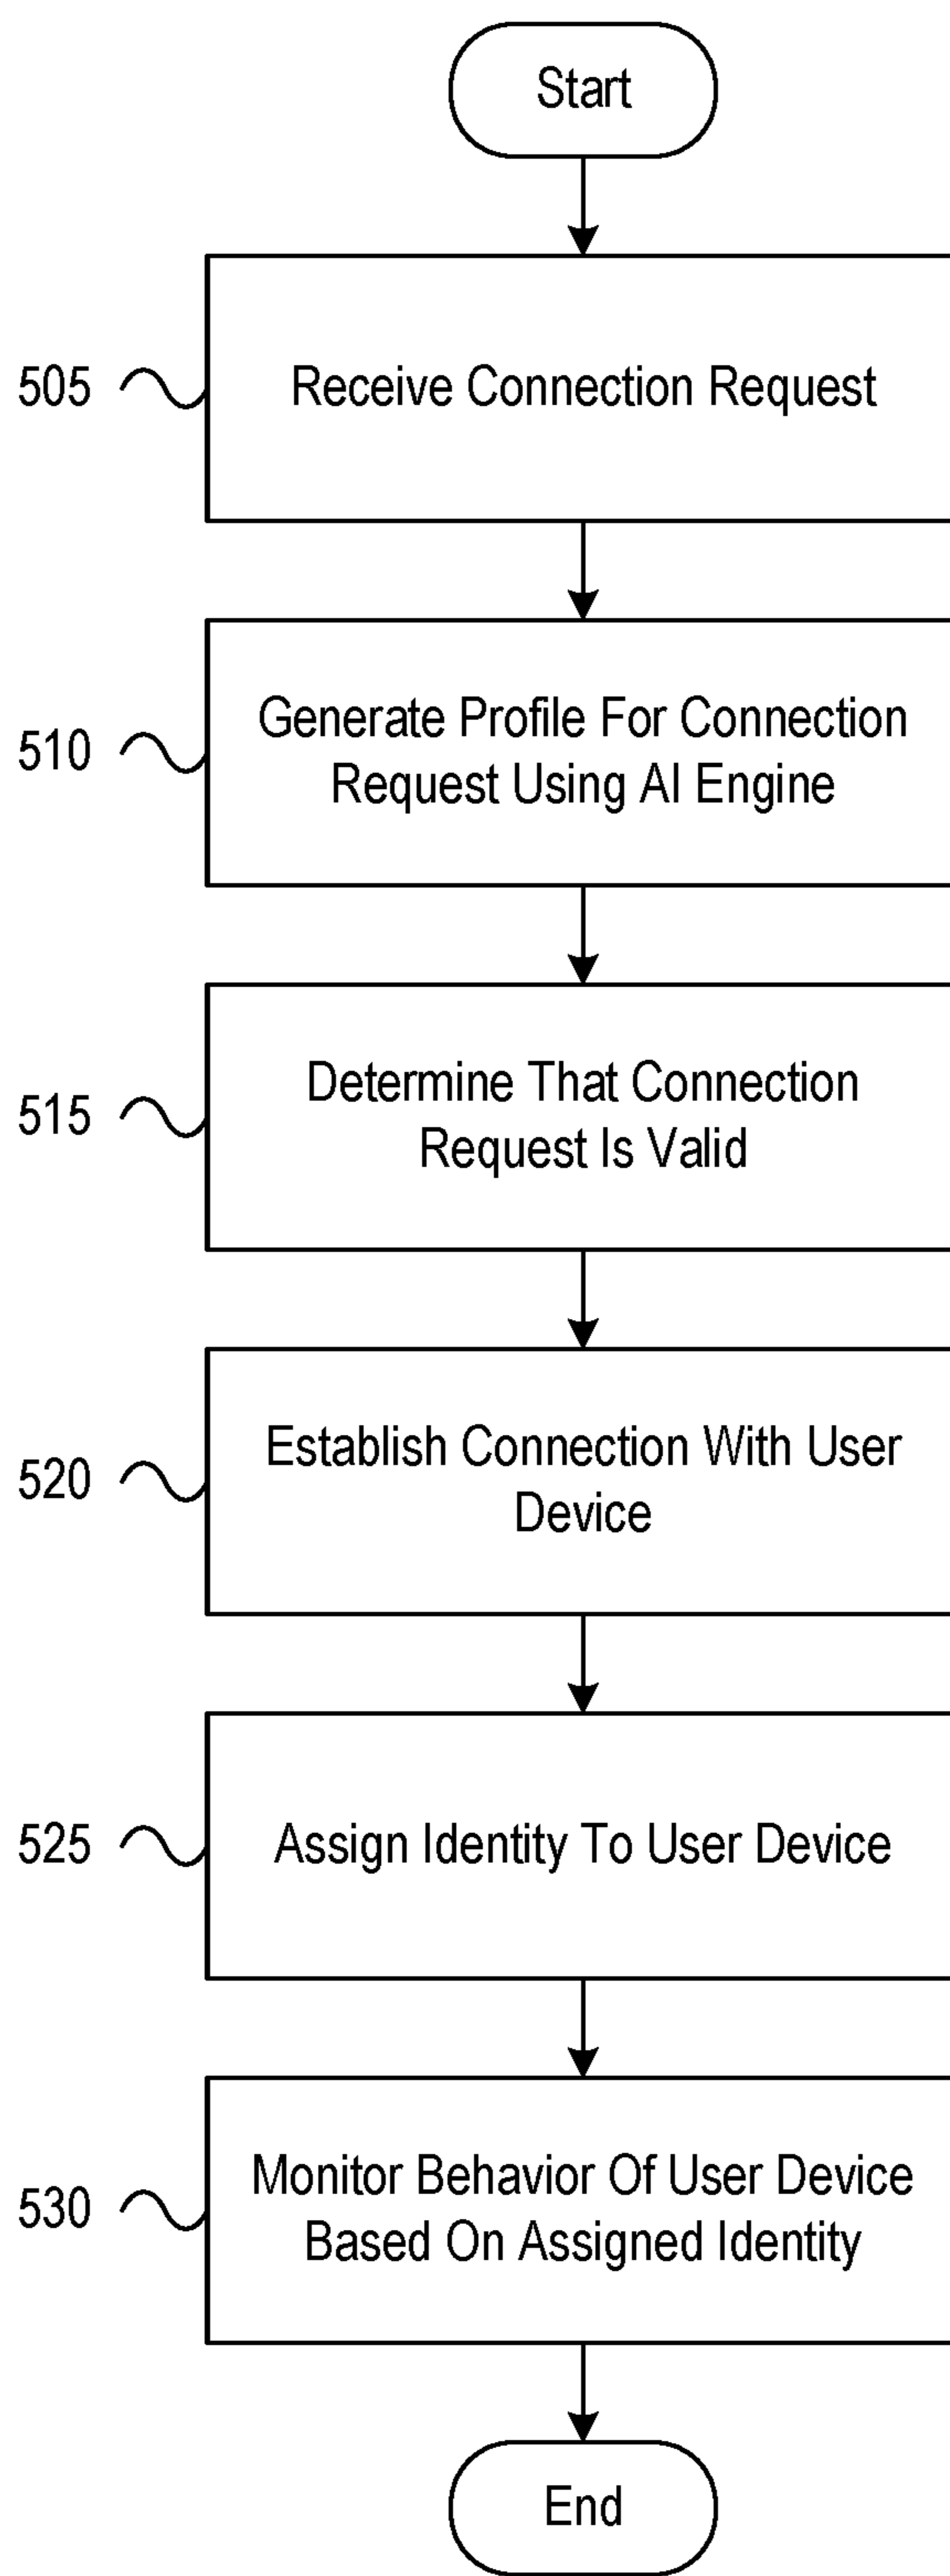 Start
505
Receive Connection Request
510
Generate Profile For Connection
Request Using AI Engine
515
Determine That Connection
Request Is Valid
520
Establish Connection With User
Device
525
Assign Identity To User Device
530
Monitor Behavior Of User Device
Based On Assigned Identity
End